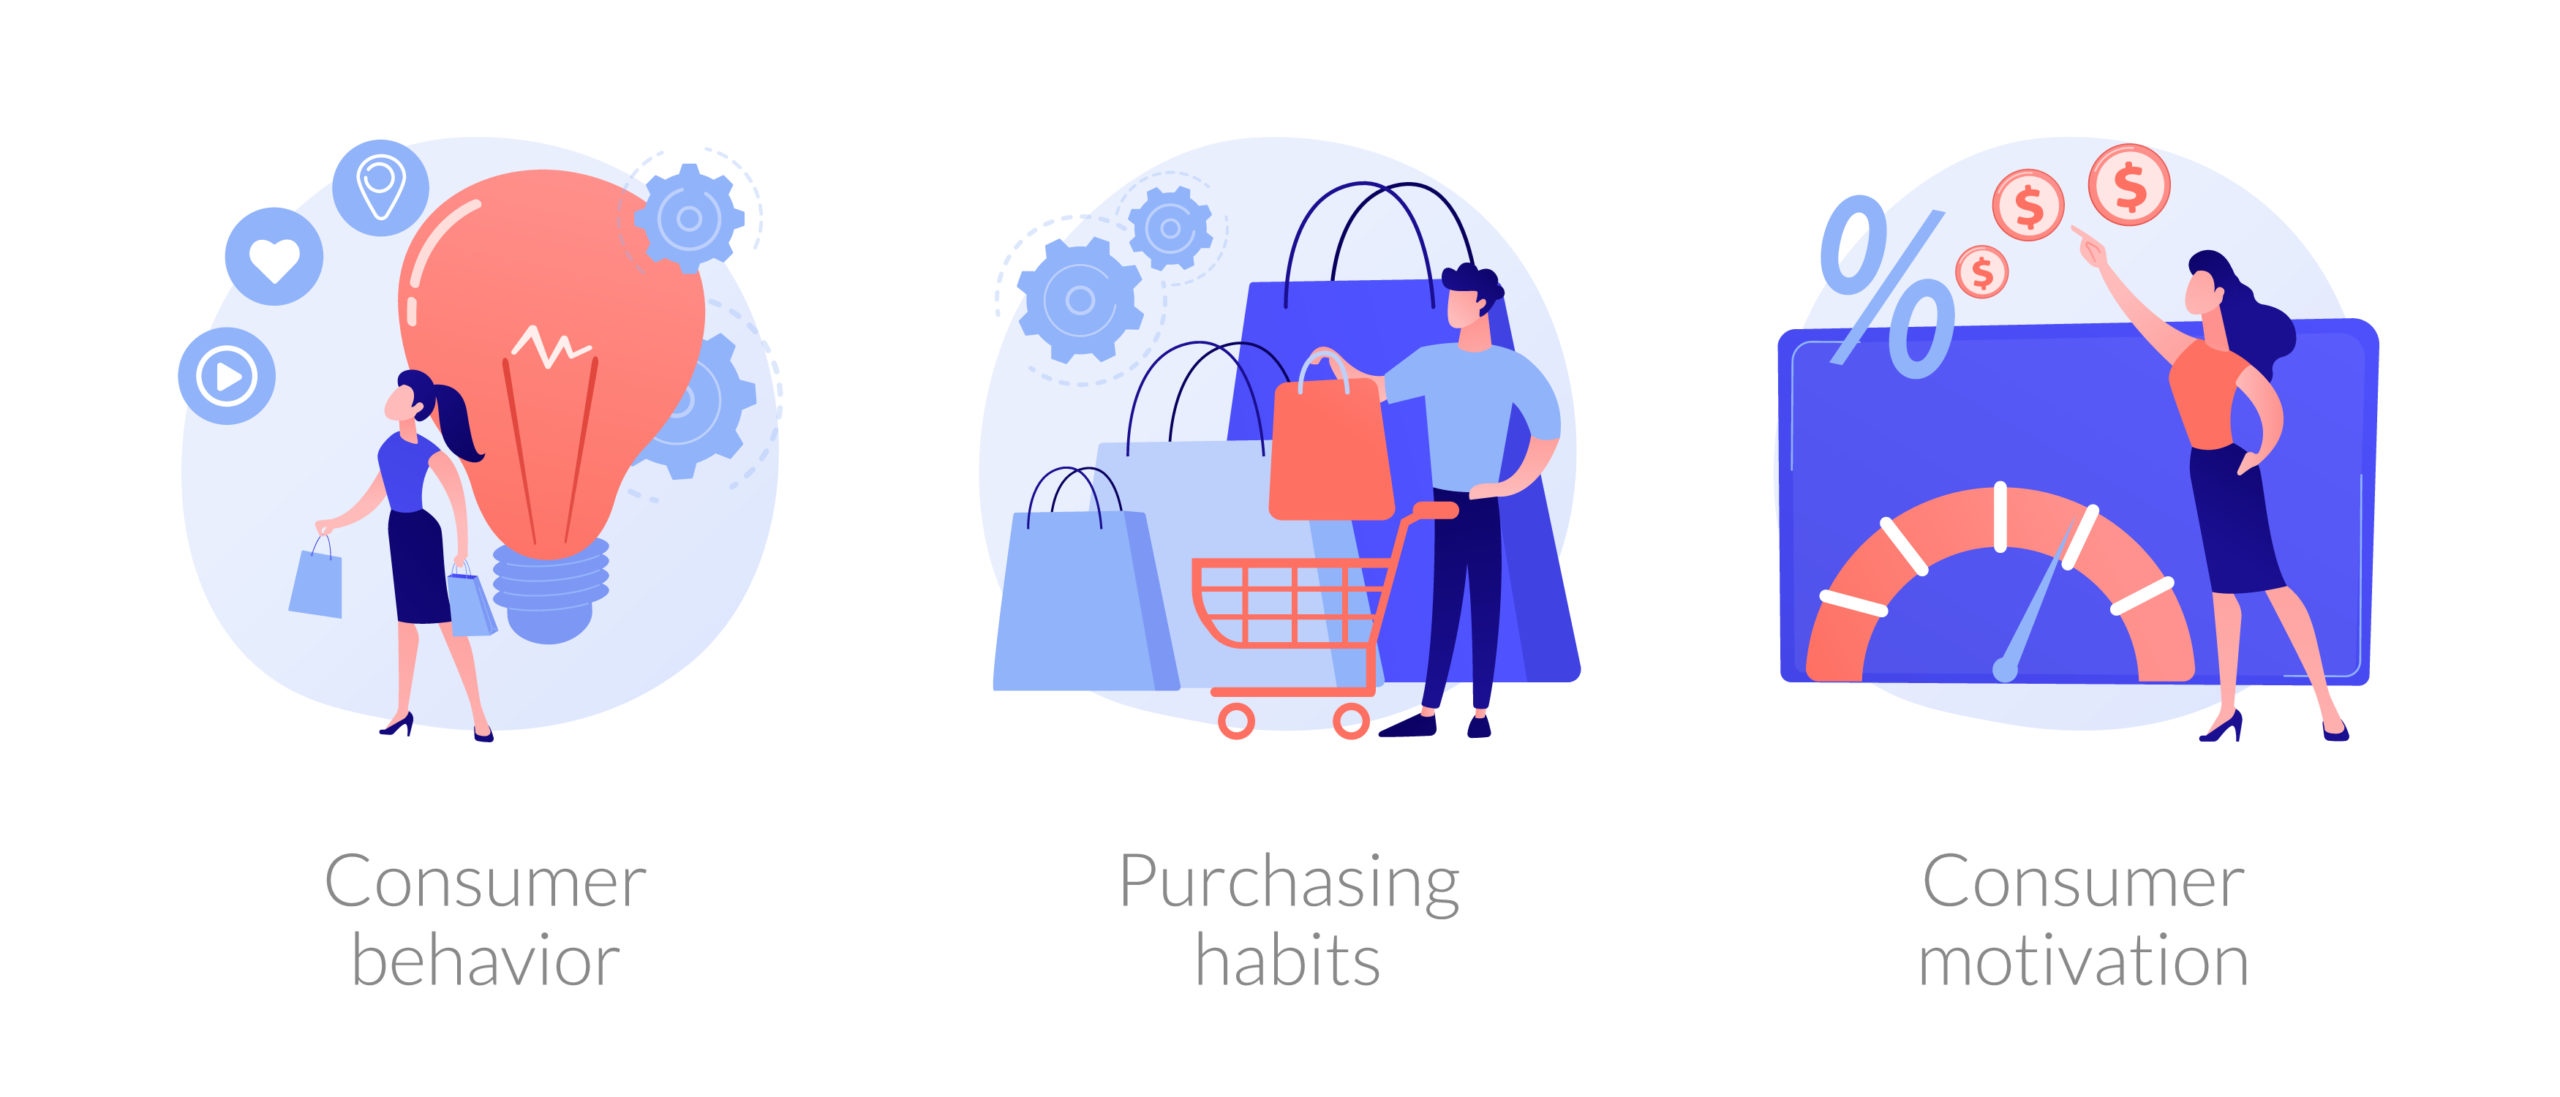 %
$
$
$
Consumer
behavior
Purchasing
habits
Consumer
motivation